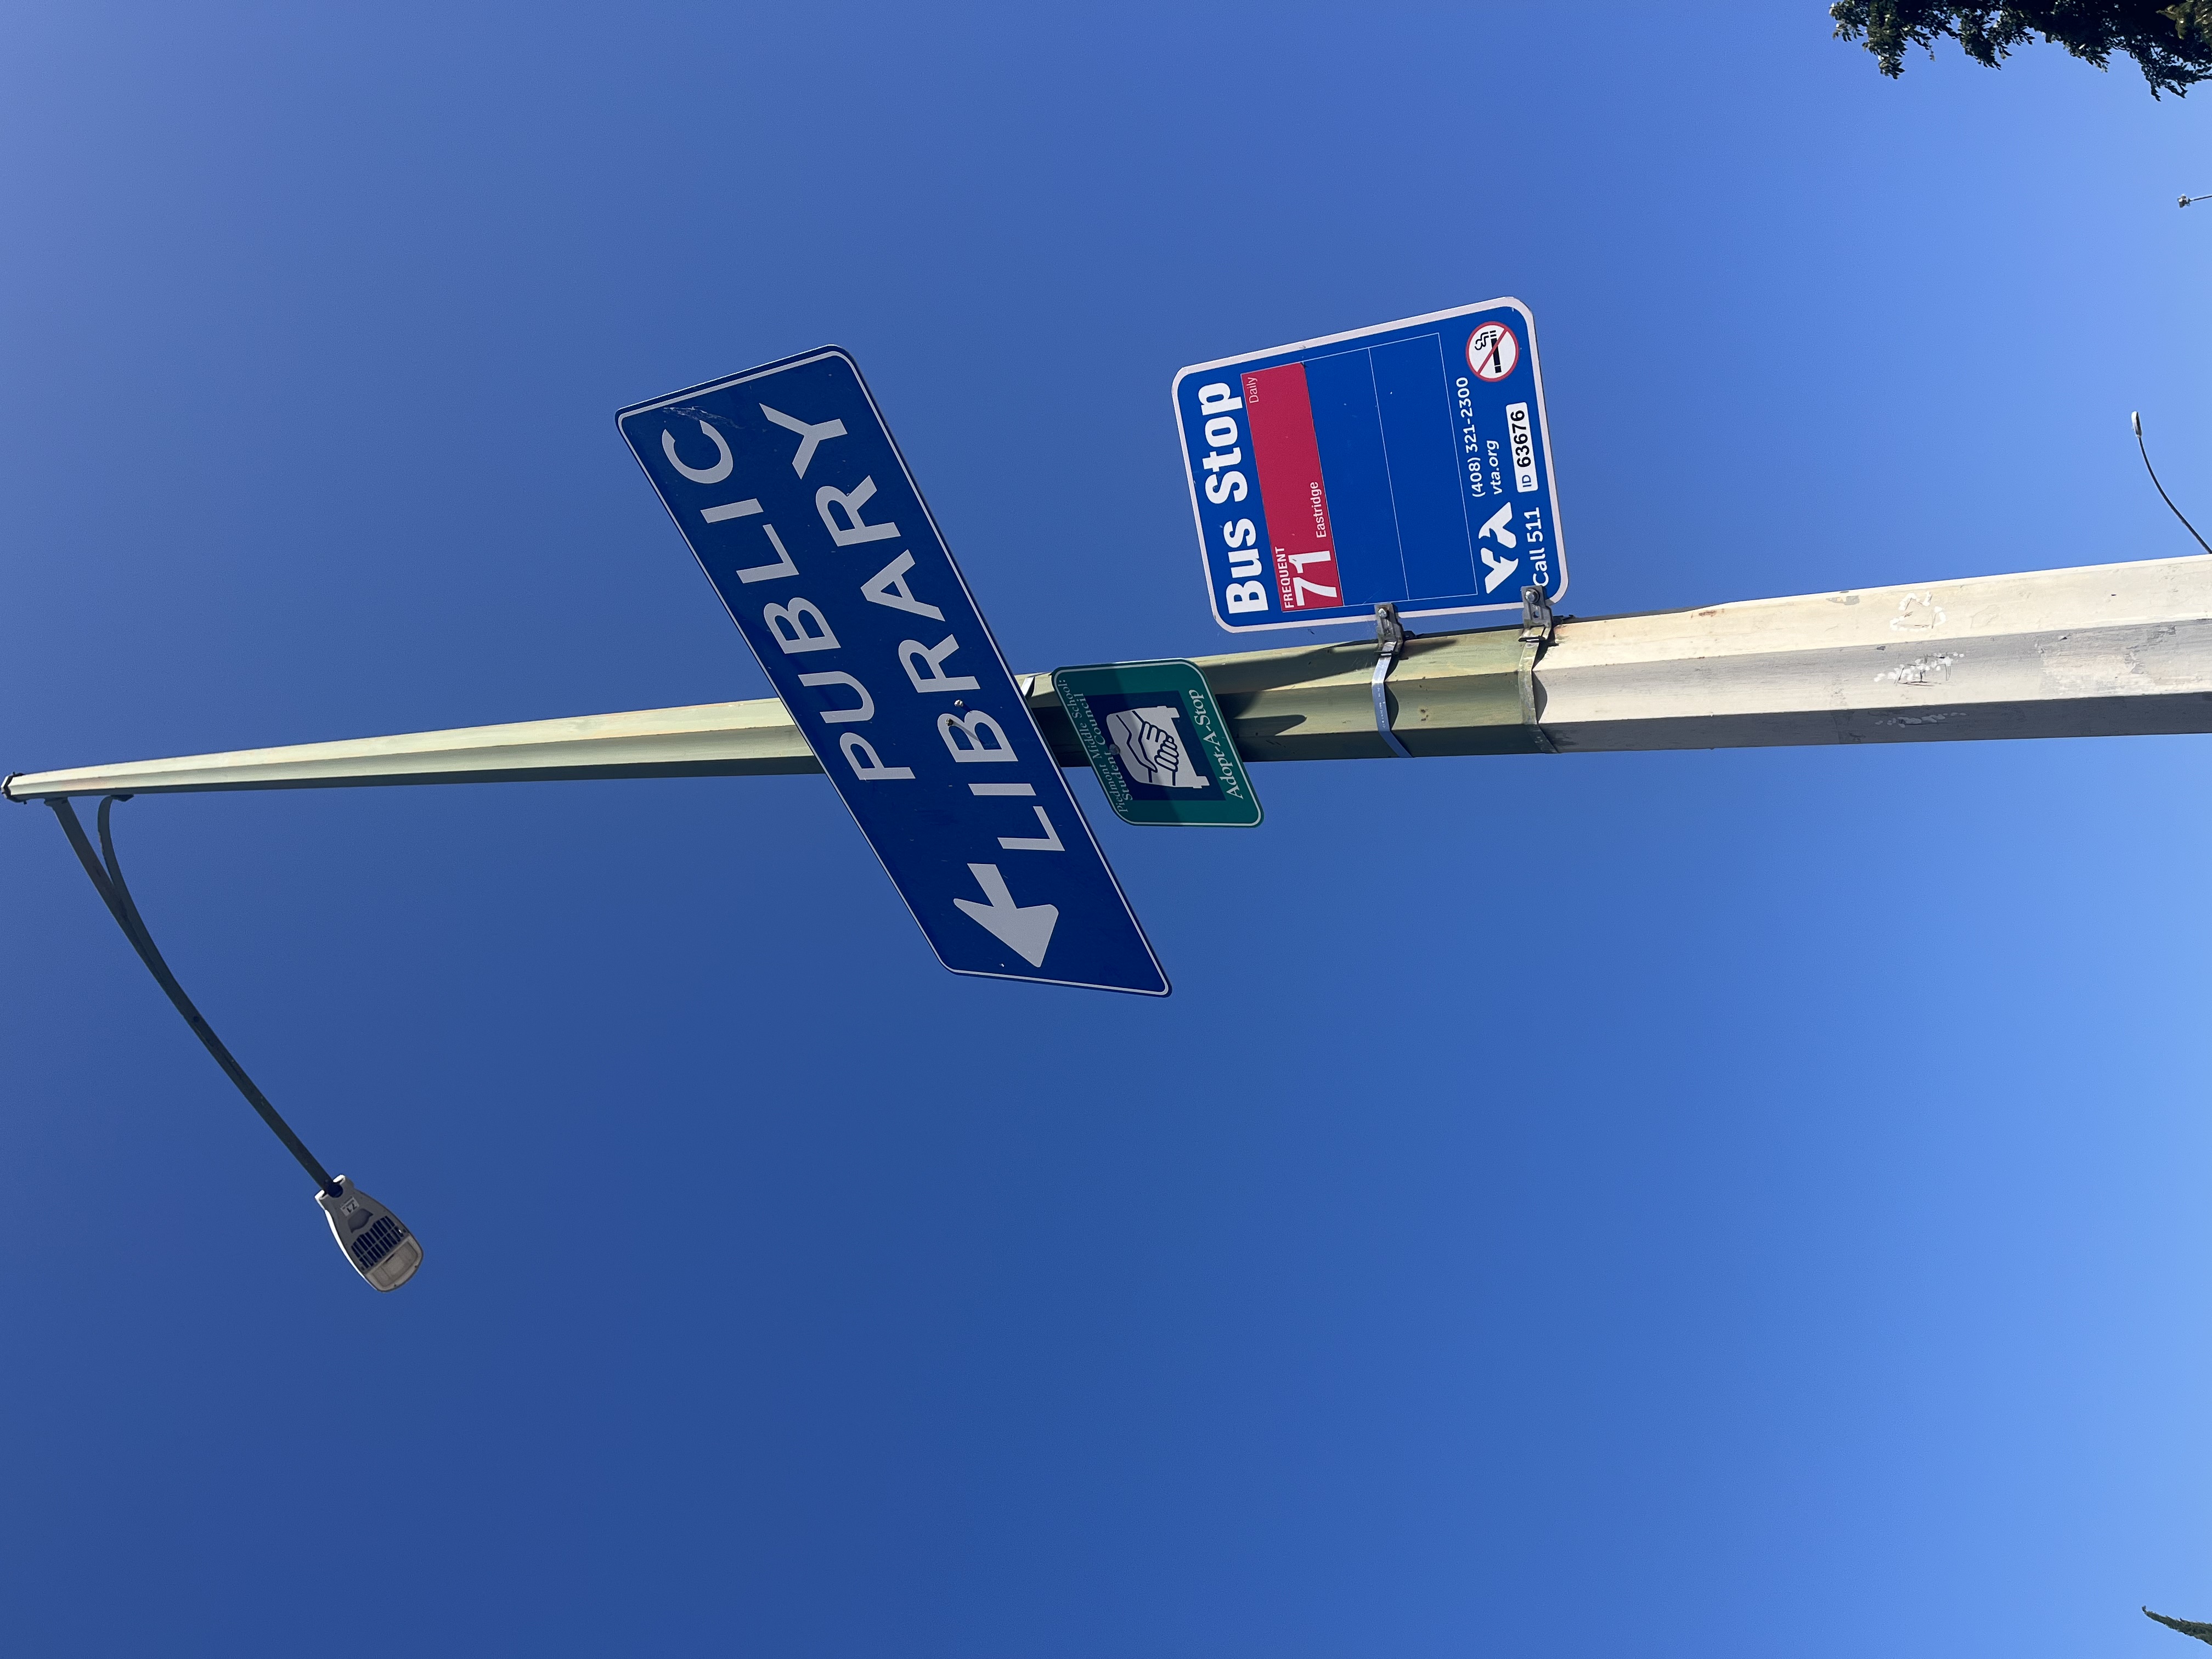 PUBLIC
LIBRARY
Piedmont Middle School:
Student Council
Adopt-A-Stop
Bus Stop
FREQUENT
Daily
71 Eastridge
VTA
(408) 321-2300
vta.org
Call 511
ID 63676